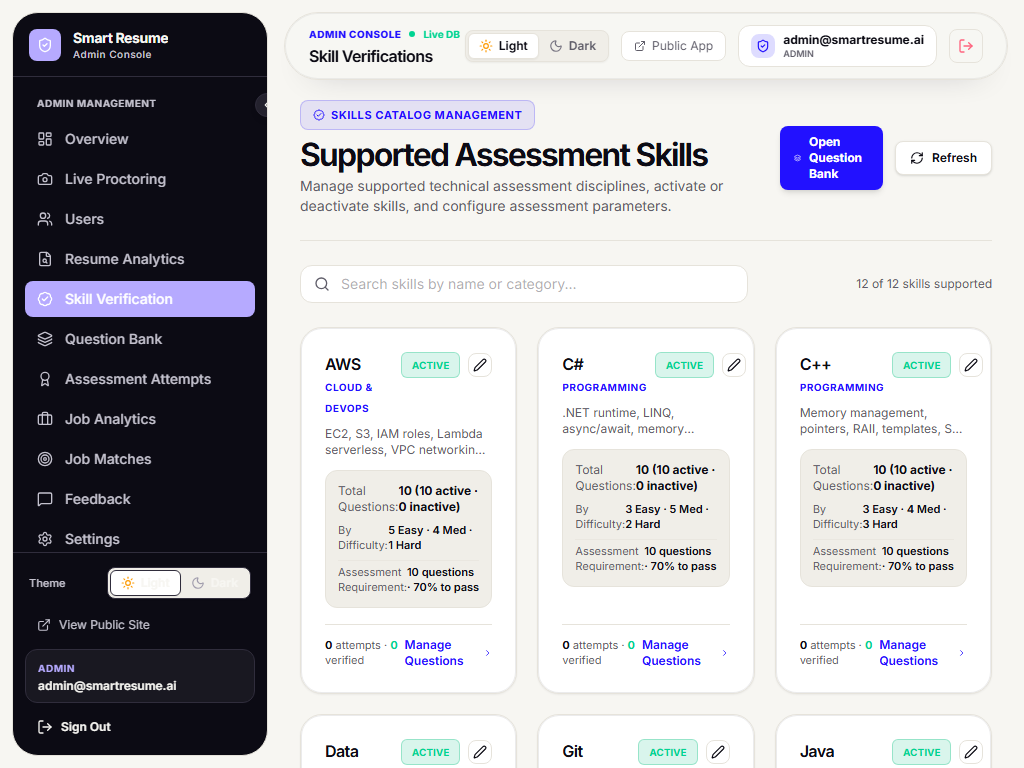 Smart Resume
Admin Console
ADMIN MANAGEMENT
Overview
Live Proctoring
Users
Resume Analytics
Skill Verification
Question Bank
Assessment Attempts
Job Analytics
Job Matches
Feedback
Settings
Theme
Light
Dark
View Public Site
ADMIN
admin@smartresume.ai
Sign Out
ADMIN CONSOLE
Live DB
Skill Verifications
Light
Dark
Public App
admin@smartresume.ai
ADMIN
SKILLS CATALOG MANAGEMENT
Supported Assessment Skills
Manage supported technical assessment disciplines, activate or
deactivate skills, and configure assessment parameters.
Open
Question
Bank
Refresh
Search skills by name or category...
12 of 12 skills supported
AWS
ACTIVE
CLOUD &
DEVOPS
EC2, S3, IAM roles, Lambda
serverless, VPC networkin...
Total 10 (10 active ·
Questions: 0 inactive)
By 5 Easy · 4 Med ·
Difficulty: 1 Hard
Assessment 10 questions
Requirement: · 70% to pass
0 attempts · 0
verified
Manage
Questions
C#
ACTIVE
PROGRAMMING
.NET runtime, LINQ,
async/await, memory...
Total 10 (10 active ·
Questions: 0 inactive)
By 3 Easy · 5 Med ·
Difficulty: 2 Hard
Assessment 10 questions
Requirement: · 70% to pass
0 attempts · 0
verified
Manage
Questions
C++
ACTIVE
PROGRAMMING
Memory management,
pointers, RAII, templates, S...
Total 10 (10 active ·
Questions: 0 inactive)
By 3 Easy · 4 Med ·
Difficulty: 3 Hard
Assessment 10 questions
Requirement: · 70% to pass
0 attempts · 0
verified
Manage
Questions
Data
ACTIVE
Git
ACTIVE
Java
ACTIVE